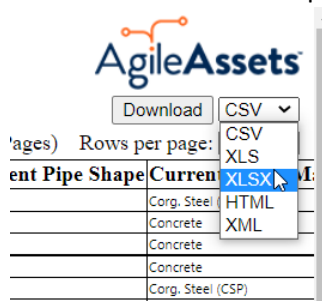 AgileAssets
Download CSV
Pages) Rows per page:
CSV
XLS
XLSX
HTML
XML
ent Pipe Shape Current
Corg. Steel (
Concrete
Concrete
Concrete
Corg. Steel (CSP)